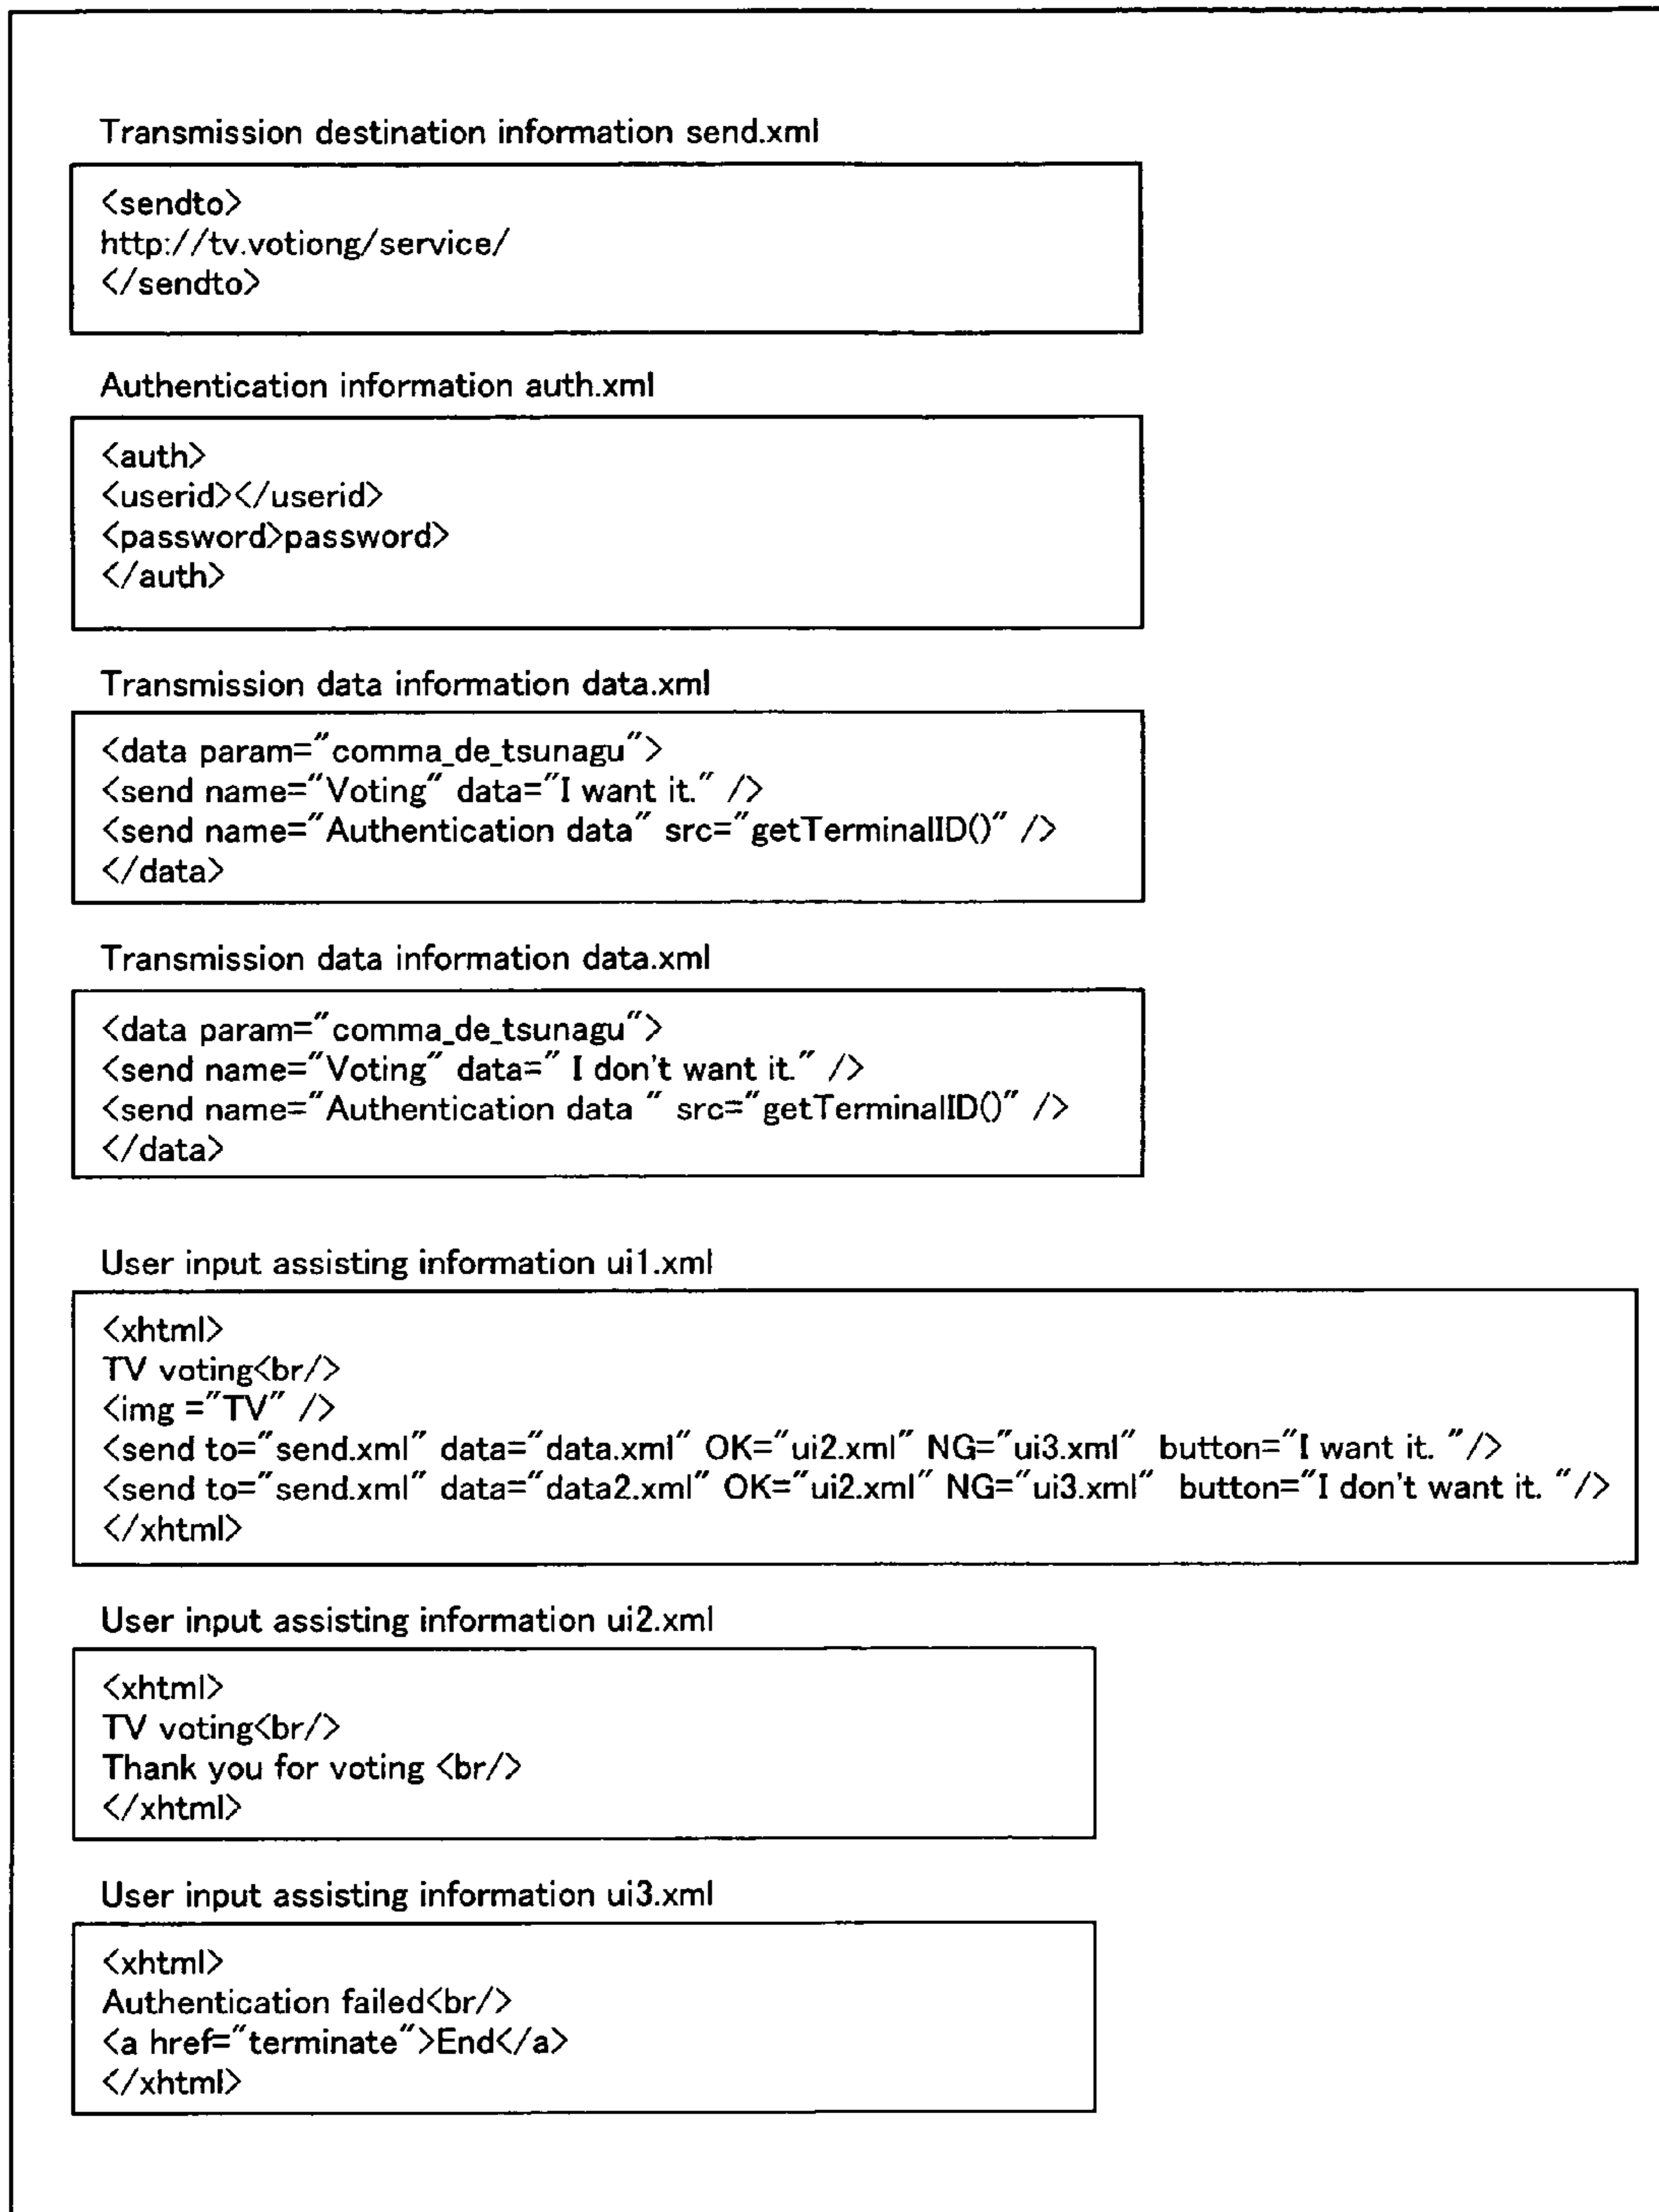 Transmission destination information send.xml
<sendto>
http://tv.votiong/service/
</sendto>
Authentication information auth.xml
<auth>
<userid></userid>
<password>password>
</auth>
Transmission data information data.xml
<data param="comma_de_tsunagu">
<send name="Voting" data="I want it." />
<send name="Authentication data" src="getTerminalID()" />
</data>
Transmission data information data.xml
<data param="comma_de_tsunagu">
<send name="Voting" data=" I don't want it." />
<send name="Authentication data " src="getTerminalID()" />
</data>
User input assisting information ui1.xml
<xhtml>
TV voting<br/>
<img ="TV" />
<send to="send.xml" data="data.xml" OK="ui2.xml" NG="ui3.xml" button="I want it. "/>
<send to="send.xml" data="data2.xml" OK="ui2.xml" NG="ui3.xml" button="I don't want it. "/>
</xhtml>
User input assisting information ui2.xml
<xhtml>
TV voting<br/>
Thank you for voting <br/>
</xhtml>
User input assisting information ui3.xml
<xhtml>
Authentication failed<br/>
<a href="terminate">End</a>
</xhtml>